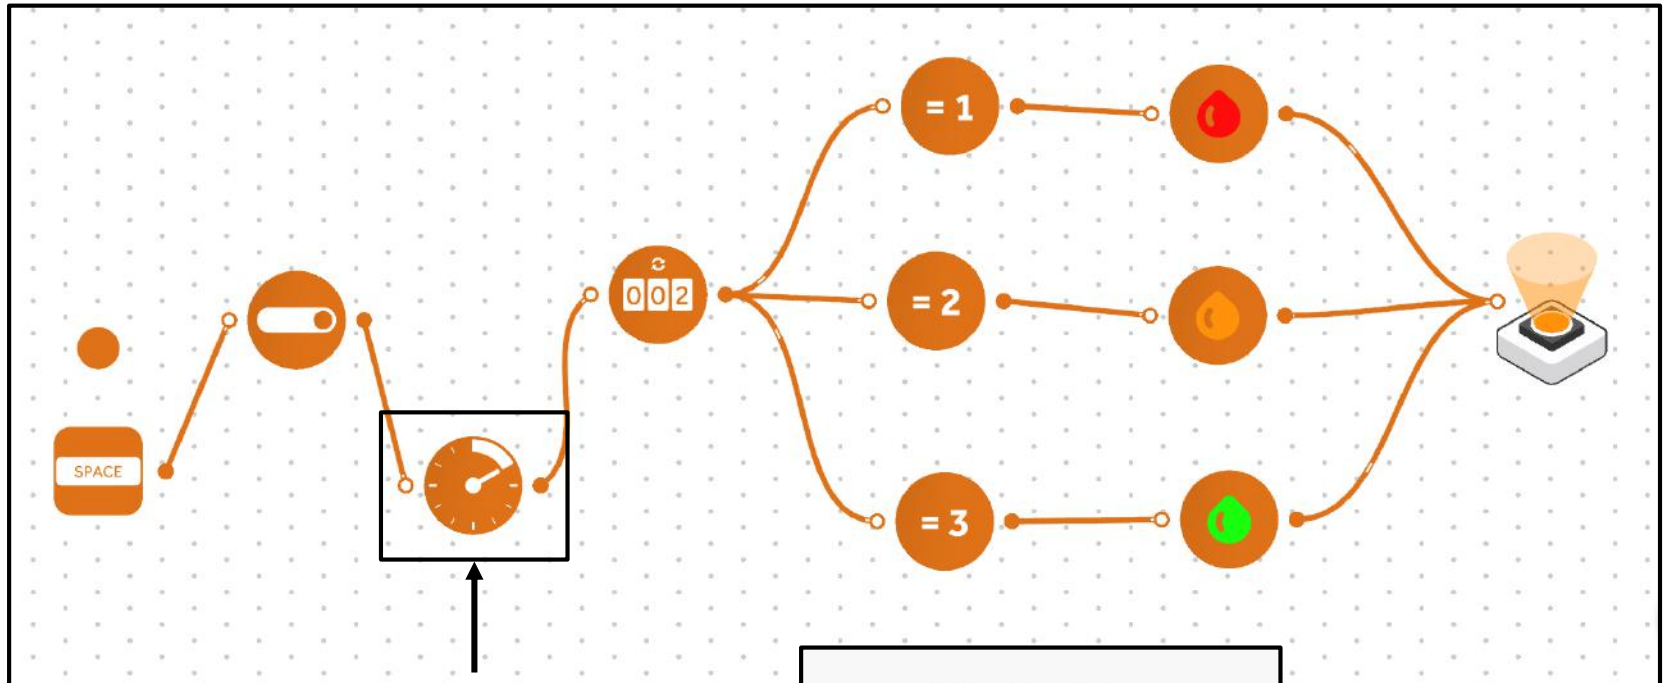 SPACE
002
= 1
= 2
= 3